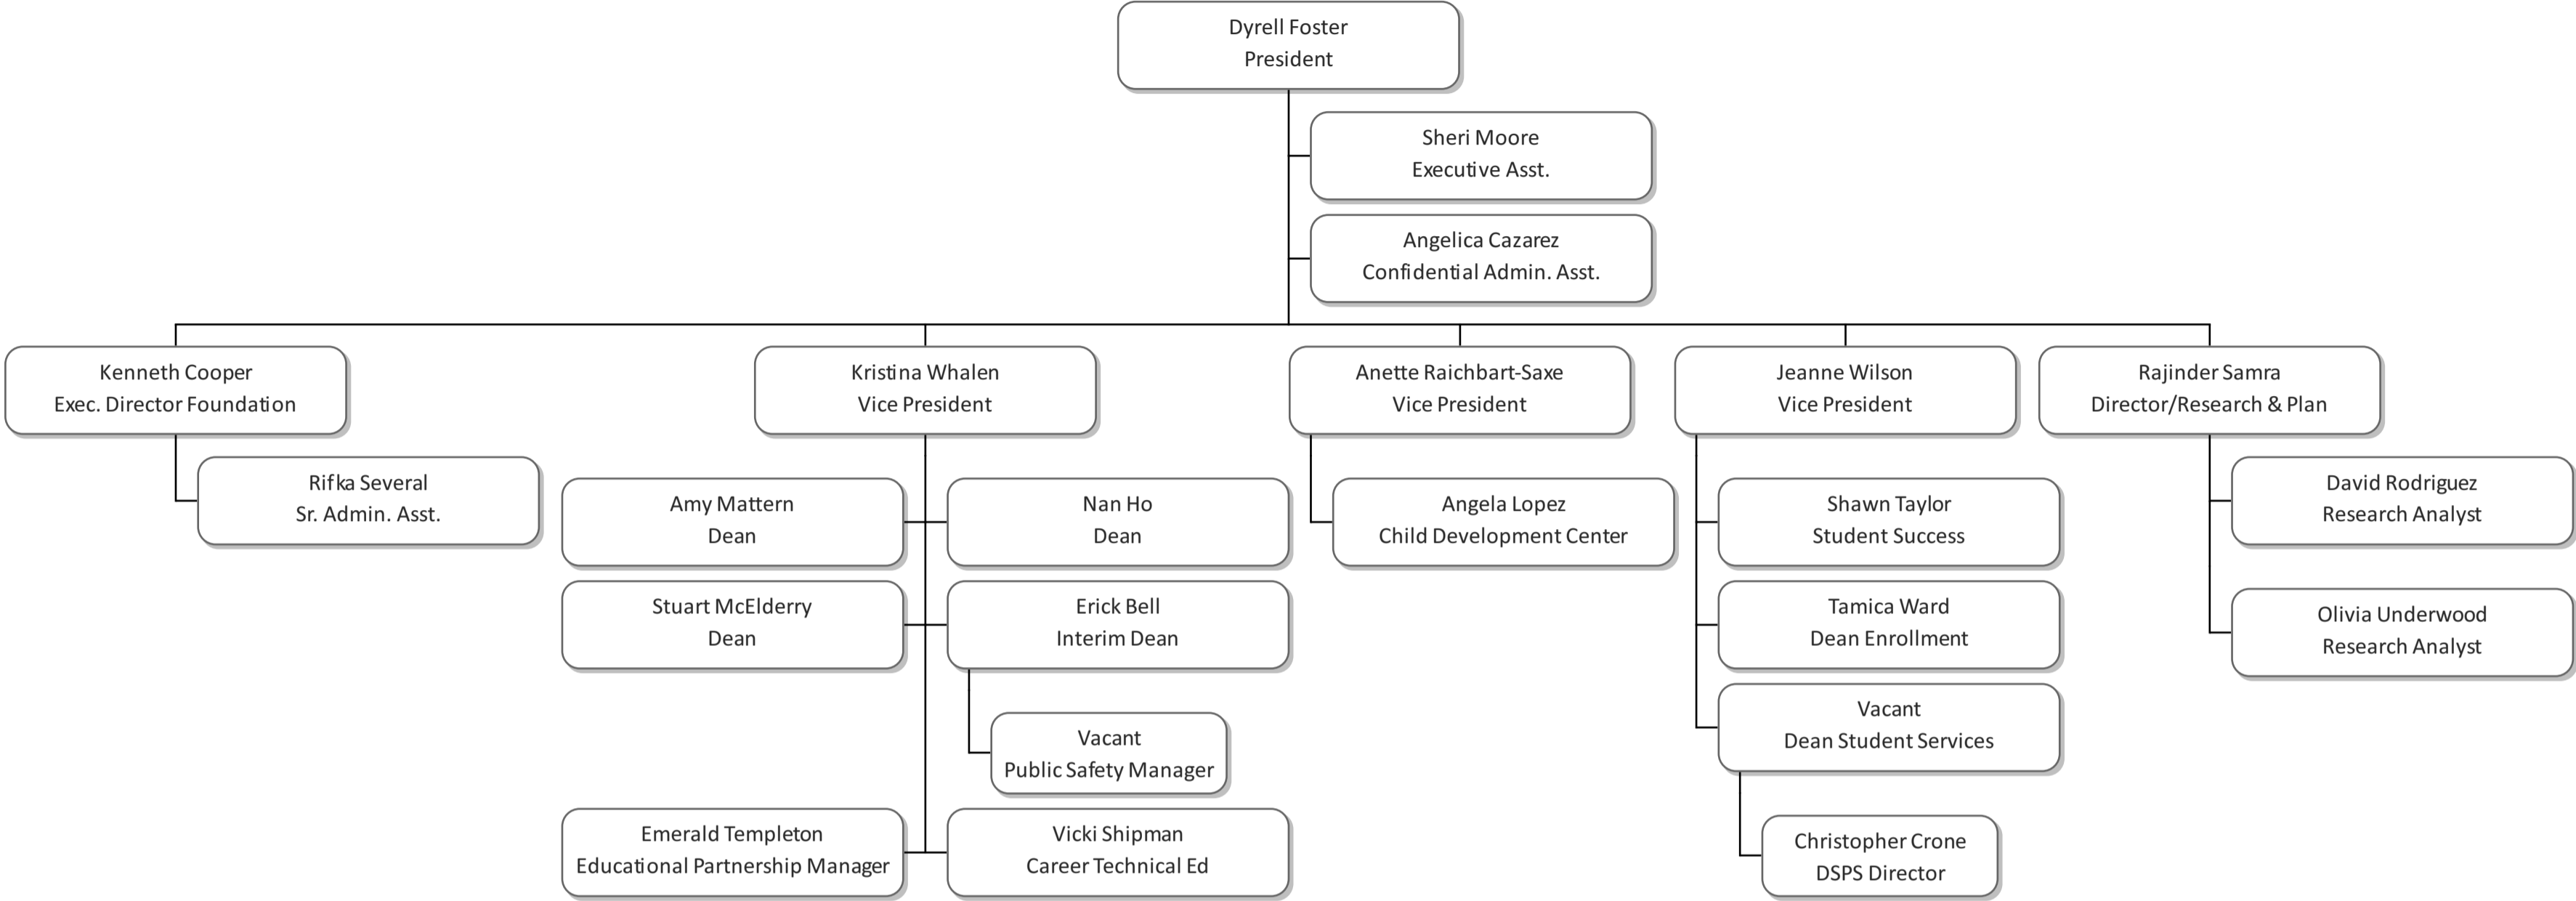 Dyrell Foster
President
Sheri Moore
Executive Asst.
Angelica Cazarez
Confidential Admin. Asst.
Kenneth Cooper
Exec. Director Foundation
Rifka Several
Sr. Admin. Asst.
Kristina Whalen
Vice President
Amy Mattern
Dean
Nan Ho
Dean
Stuart McElderry
Dean
Erick Bell
Interim Dean
Vacant
Public Safety Manager
Emerald Templeton
Educational Partnership Manager
Vicki Shipman
Career Technical Ed
Anette Raichbart-Saxe
Vice President
Angela Lopez
Child Development Center
Jeanne Wilson
Vice President
Shawn Taylor
Student Success
Tamica Ward
Dean Enrollment
Vacant
Dean Student Services
Christopher Crone
DSPS Director
Rajinder Samra
Director/Research & Plan
David Rodriguez
Research Analyst
Olivia Underwood
Research Analyst